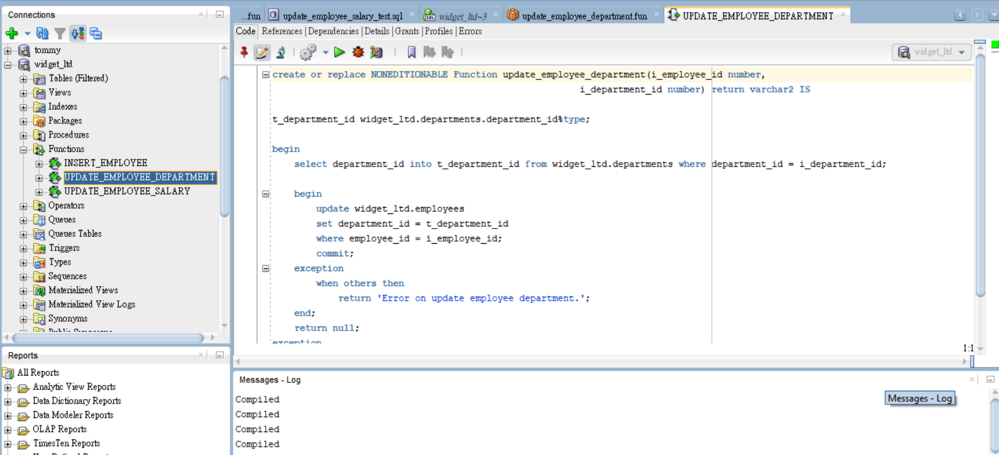 Connections
tommy
widget_ltd
Tables (Filtered)
Views
Indexes
Packages
Procedures
Functions
INSERT_EMPLOYEE
UPDATE_EMPLOYEE_DEPARTMENT
UPDATE_EMPLOYEE_SALARY
Operators
Queues
Queues Tables
Triggers
Types
Sequences
Materialized Views
Materialized View Logs
Synonyms
Reports
All Reports
Analytic View Reports
Data Dictionary Reports
Data Modeler Reports
OLAP Reports
TimesTen Reports
...fun update_employee_salary_test.sql widget_ltd~3 update_employee_department.fun UPDATE_EMPLOYEE_DEPARTMENT
Code References | Dependencies | Details | Grants | Profiles | Errors
widget_ltd
create or replace NONEDITIONABLE Function update_employee_department(i_employee_id number,
i_department_id number) return varchar2 IS
t_department_id widget_ltd.departments.department_id%type;
begin
select department_id into t_department_id from widget_ltd.departments where department_id = i_department_id;
begin
update widget_ltd.employees
set department_id = t_department_id
where employee_id = i_employee_id;
commit;
exception
when others then
return 'Error on update employee department.';
end;
return null;
exception
1:1
Messages - Log
Messages - Log
Compiled
Compiled
Compiled
Compiled